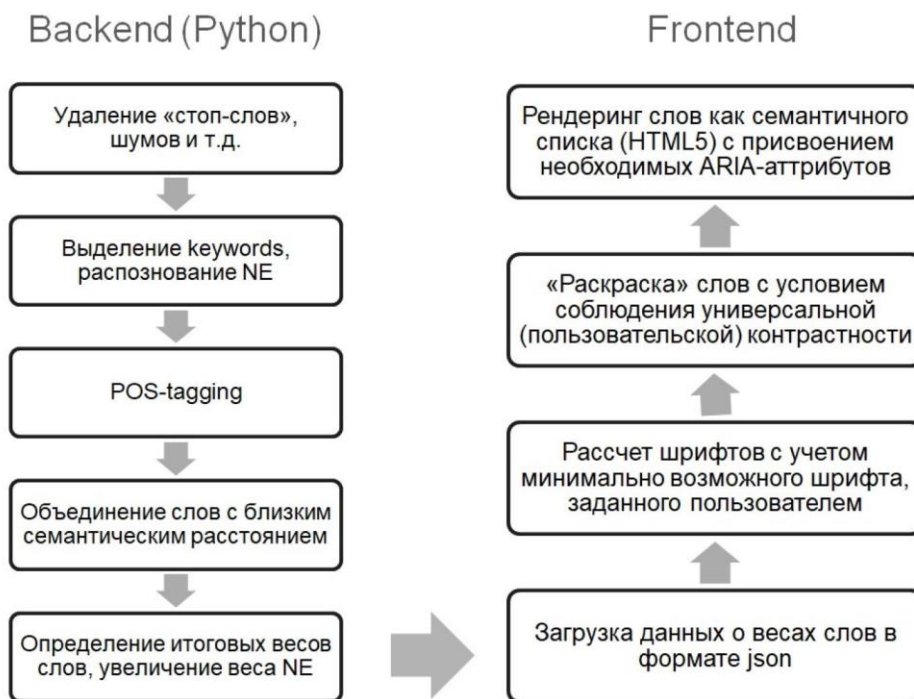 Backend (Python)
Удаление «стоп-слов»,
шумов и т.д.
Выделение keywords,
распознование NE
POS-tagging
Объединение слов с близким
семантическим расстоянием
Определение итоговых весов
слов, увеличение веса NE
Frontend
Рендеринг слов как семантичного
списка (HTML5) с присвоением
необходимых ARIA-аттрибутов
«Раскраска» слов с условием
соблюдения универсальной
(пользовательской) контрастности
Рассчет шрифтов с учетом
минимально возможного шрифта,
заданного пользователем
Загрузка данных о весах слов в
формате json